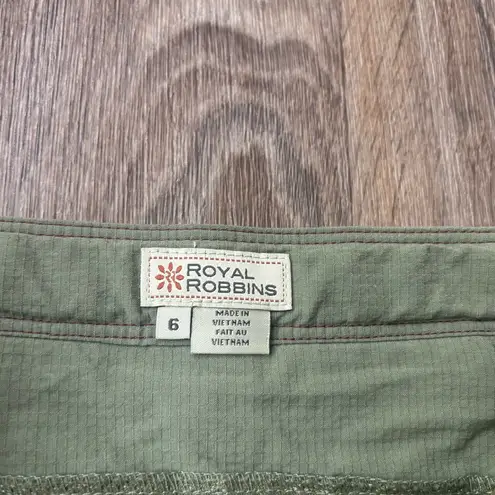 ROYAL
ROBBINS
6
MADE IN
VIETNAM
FAIT AU
VIETNAM